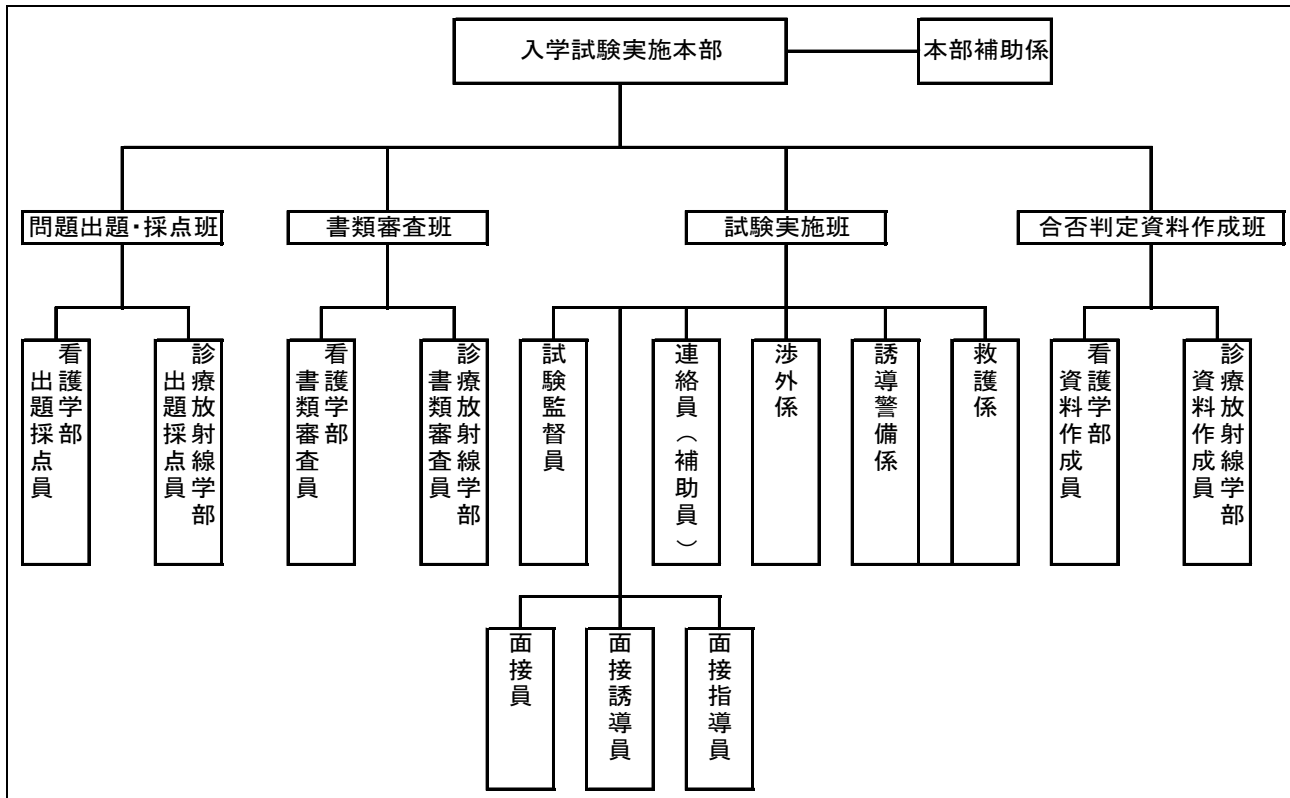 入学試験実施本部
本部補助係
問題出題・採点班
書類審査班
試験実施班
合否判定資料作成班
看護学部
出題採点員
診療放射線学部
出題採点員
看護学部
書類審査員
診療放射線学部
書類審査員
試験監督員
連絡員（補助員）
渉外係
誘導警備係
救護係
看護学部
資料作成員
診療放射線学部
資料作成員
面接員
面接誘導員
面接指導員